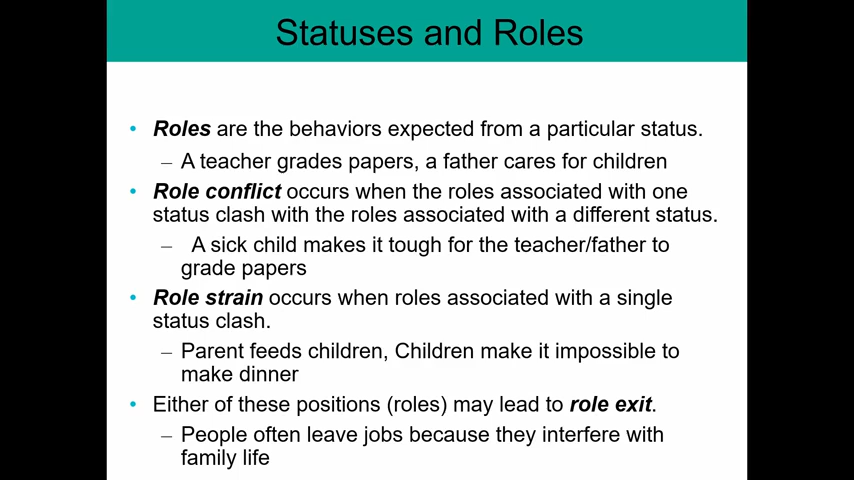 Statuses and Roles
• Roles are the behaviors expected from a particular status.
– A teacher grades papers, a father cares for children
• Role conflict occurs when the roles associated with one
status clash with the roles associated with a different status.
– A sick child makes it tough for the teacher/father to
grade papers
• Role strain occurs when roles associated with a single
status clash.
– Parent feeds children, Children make it impossible to
make dinner
• Either of these positions (roles) may lead to role exit.
– People often leave jobs because they interfere with
family life